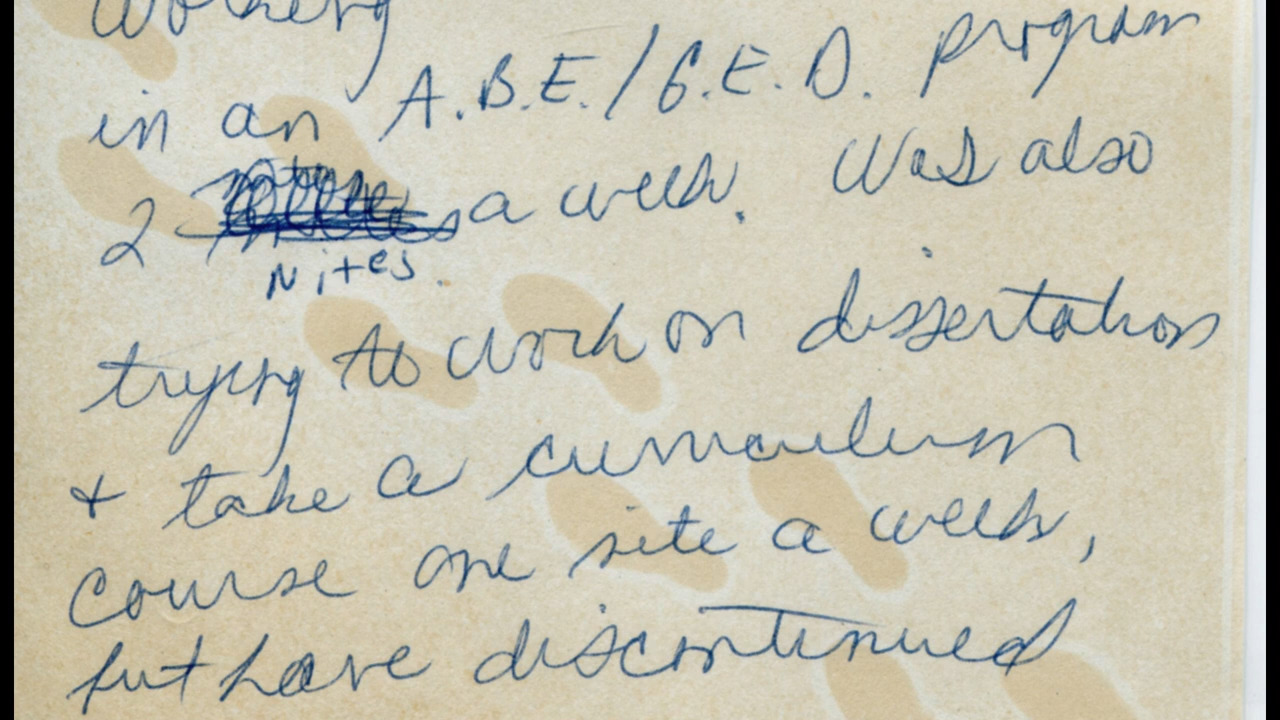 working
in an A.B.E./G.E.D. program
2 a week. Was also
Nites.
trying to work on dissertation
& take a curriculum
course one nite a week,
but have discontinued